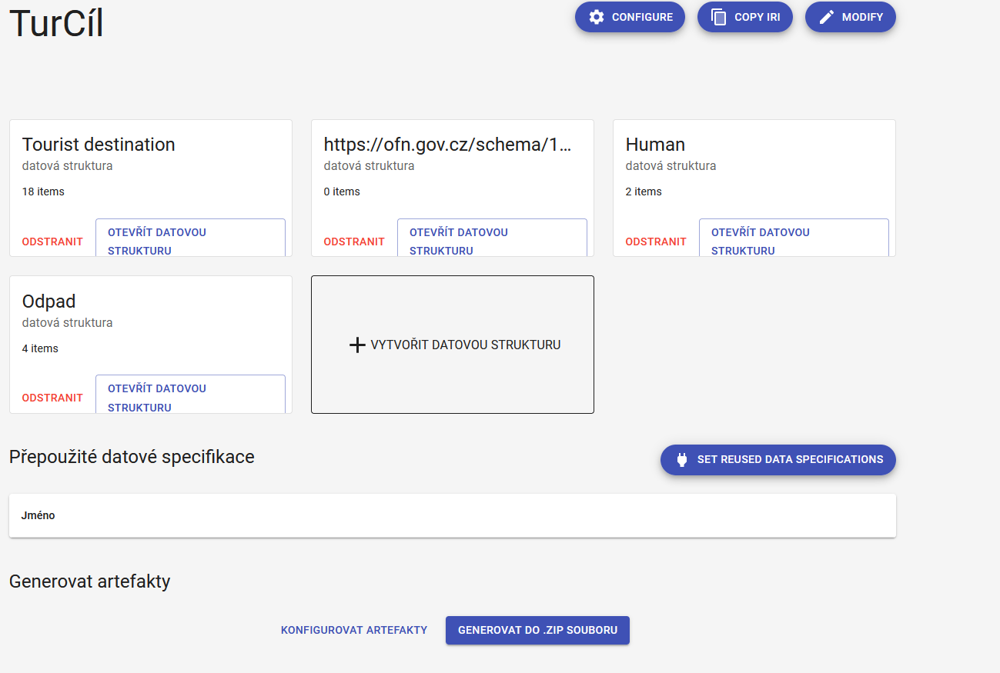 TurCíl
CONFIGURE
COPY IRI
MODIFY
Tourist destination
datová struktura
18 items
ODSTRANIT
OTEVŘÍT DATOVOU
STRUKTURU
https://ofn.gov.cz/schema/1...
datová struktura
0 items
ODSTRANIT
OTEVŘÍT DATOVOU
STRUKTURU
Human
datová struktura
2 items
ODSTRANIT
OTEVŘÍT DATOVOU
STRUKTURU
Odpad
datová struktura
4 items
ODSTRANIT
OTEVŘÍT DATOVOU
STRUKTURU
VYTVOŘIT DATOVOU STRUKTURU
Přepoužité datové specifikace
SET REUSED DATA SPECIFICATIONS
Jméno
Generovat artefakty
KONFIGUROVAT ARTEFAKTY
GENEROVAT DO .ZIP SOUBORU